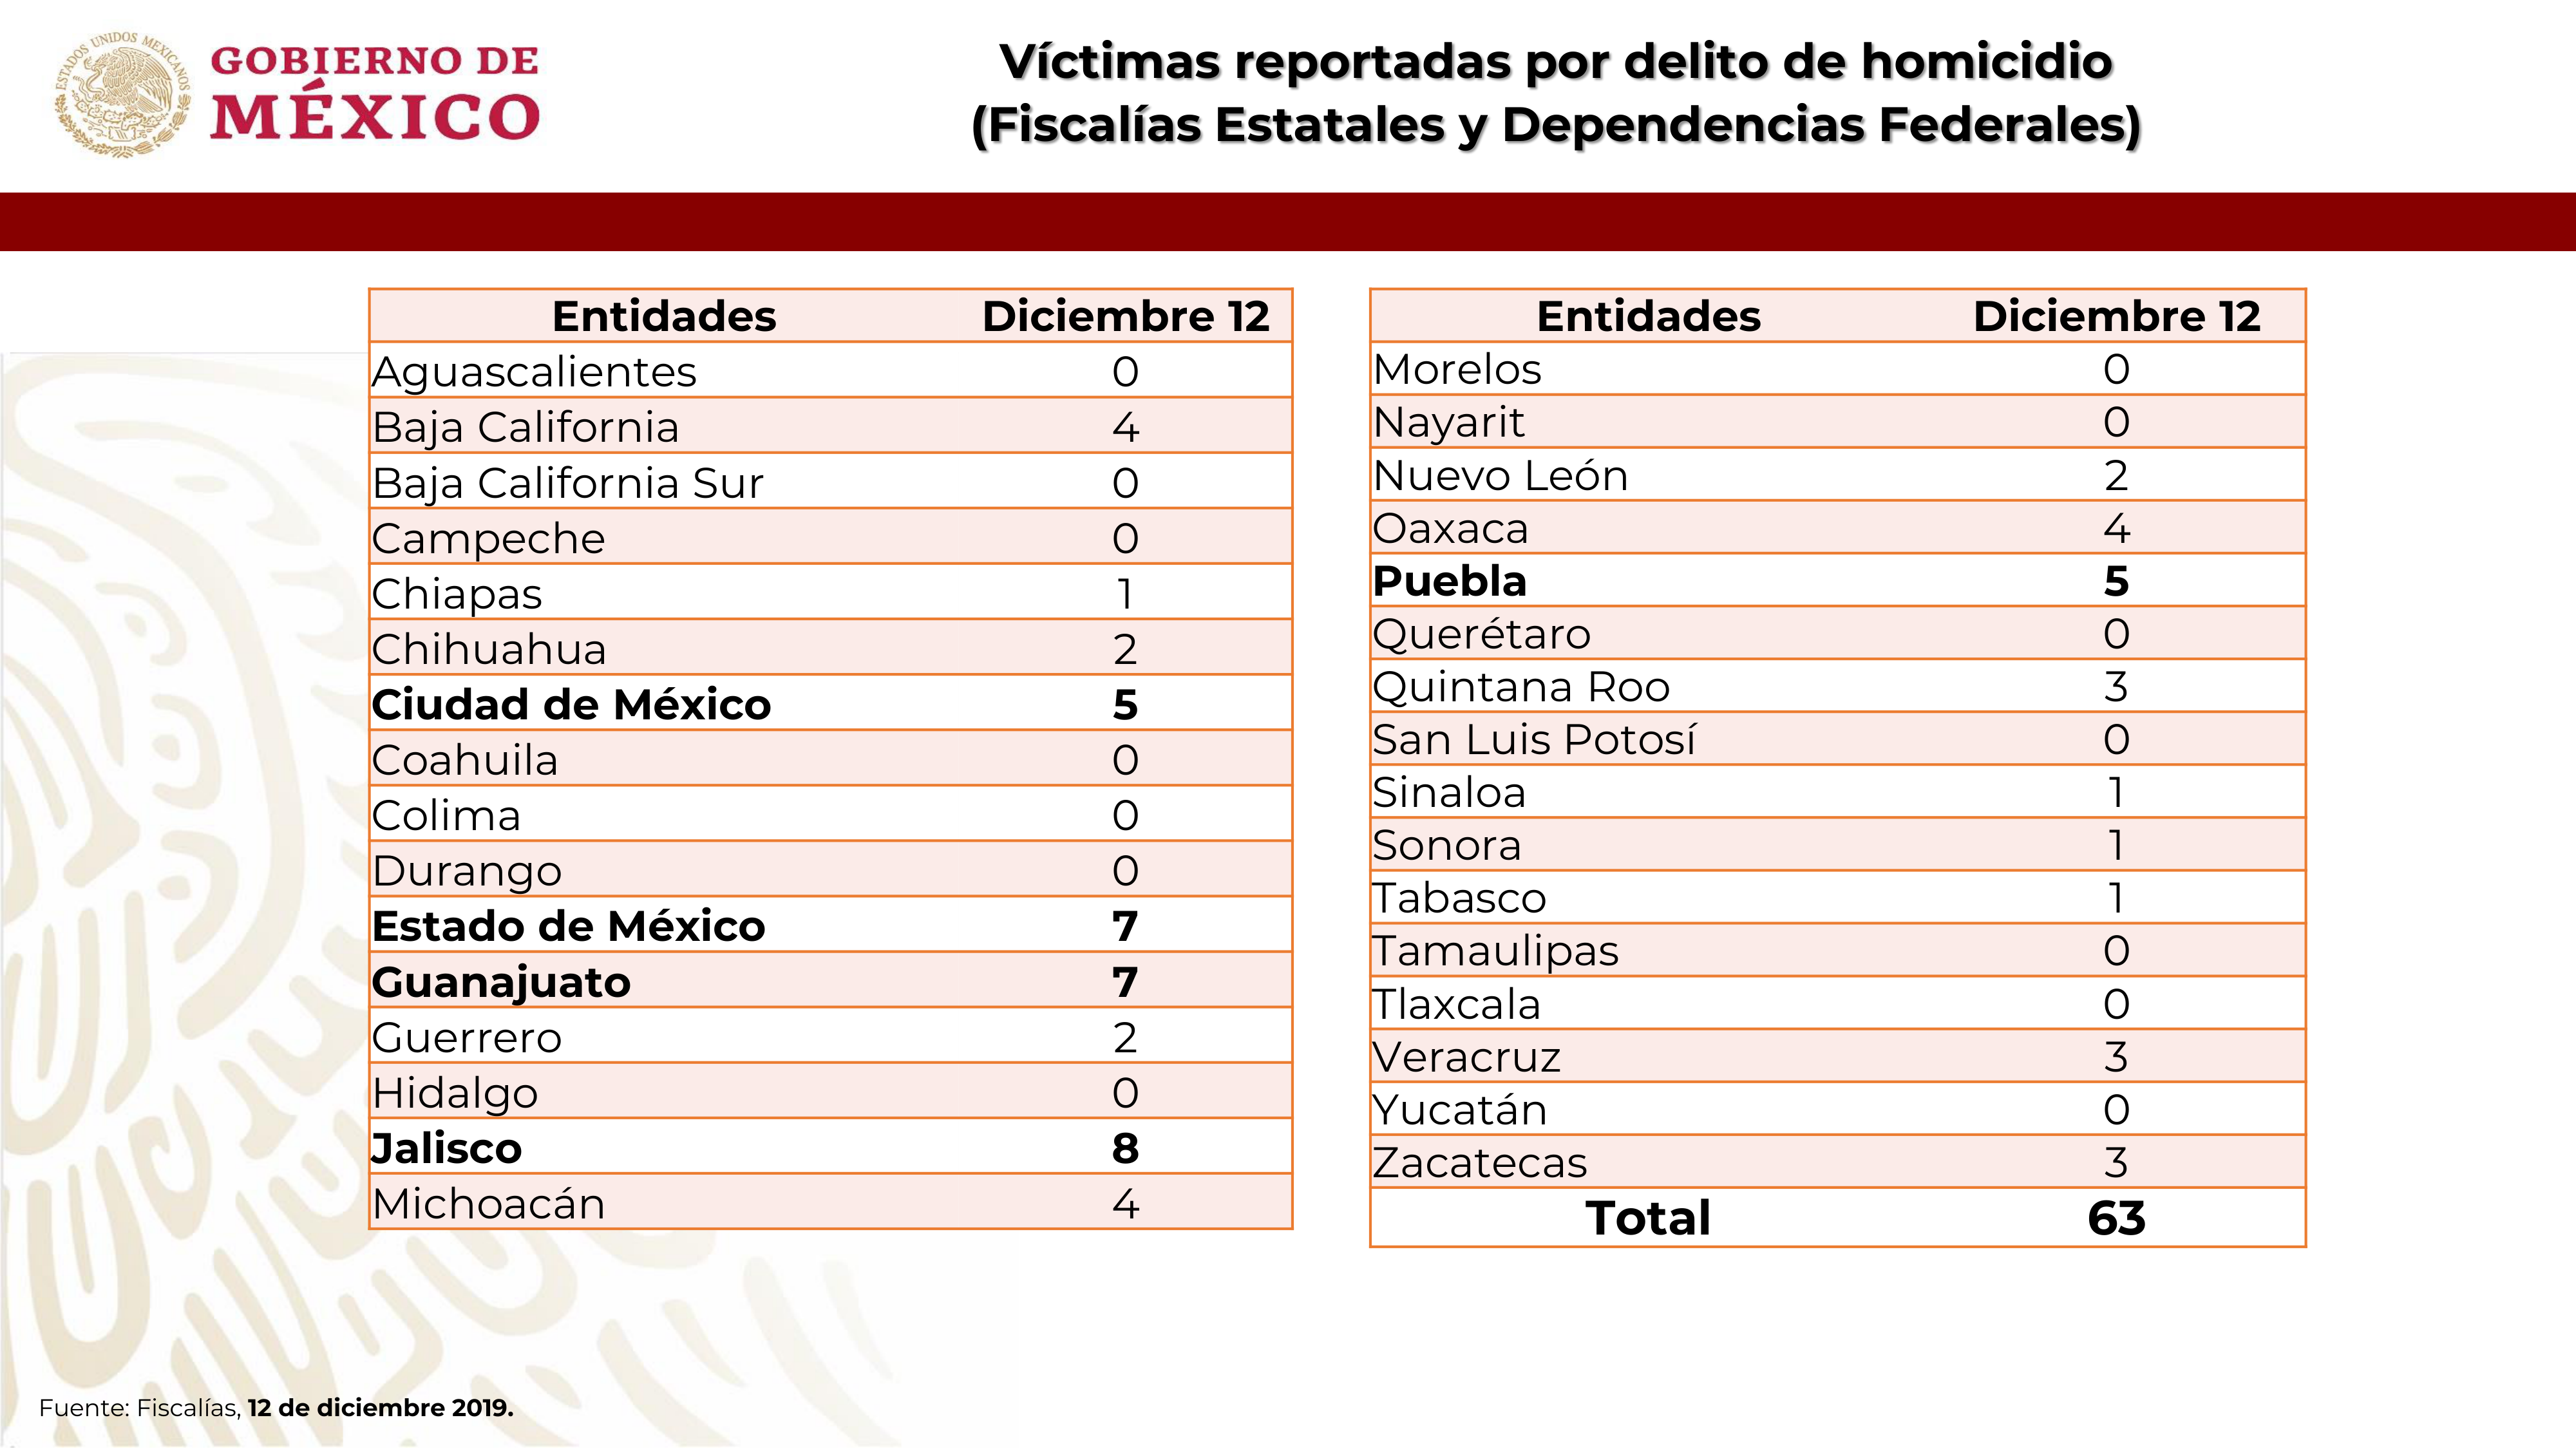 ESTADOS UNIDOS MEXICANOS
GOBIERNO DE
MÉXICO
Víctimas reportadas por delito de homicidio
(Fiscalías Estatales y Dependencias Federales)
Entidades Diciembre 12
Aguascalientes 0
Baja California 4
Baja California Sur 0
Campeche 0
Chiapas 1
Chihuahua 2
Ciudad de México 5
Coahuila 0
Colima 0
Durango 0
Estado de México 7
Guanajuato 7
Guerrero 2
Hidalgo 0
Jalisco 8
Michoacán 4
Entidades Diciembre 12
Morelos 0
Nayarit 0
Nuevo León 2
Oaxaca 4
Puebla 5
Querétaro 0
Quintana Roo 3
San Luis Potosí 0
Sinaloa 1
Sonora 1
Tabasco 1
Tamaulipas 0
Tlaxcala 0
Veracruz 3
Yucatán 0
Zacatecas 3
Total 63
Fuente: Fiscalías, 12 de diciembre 2019.